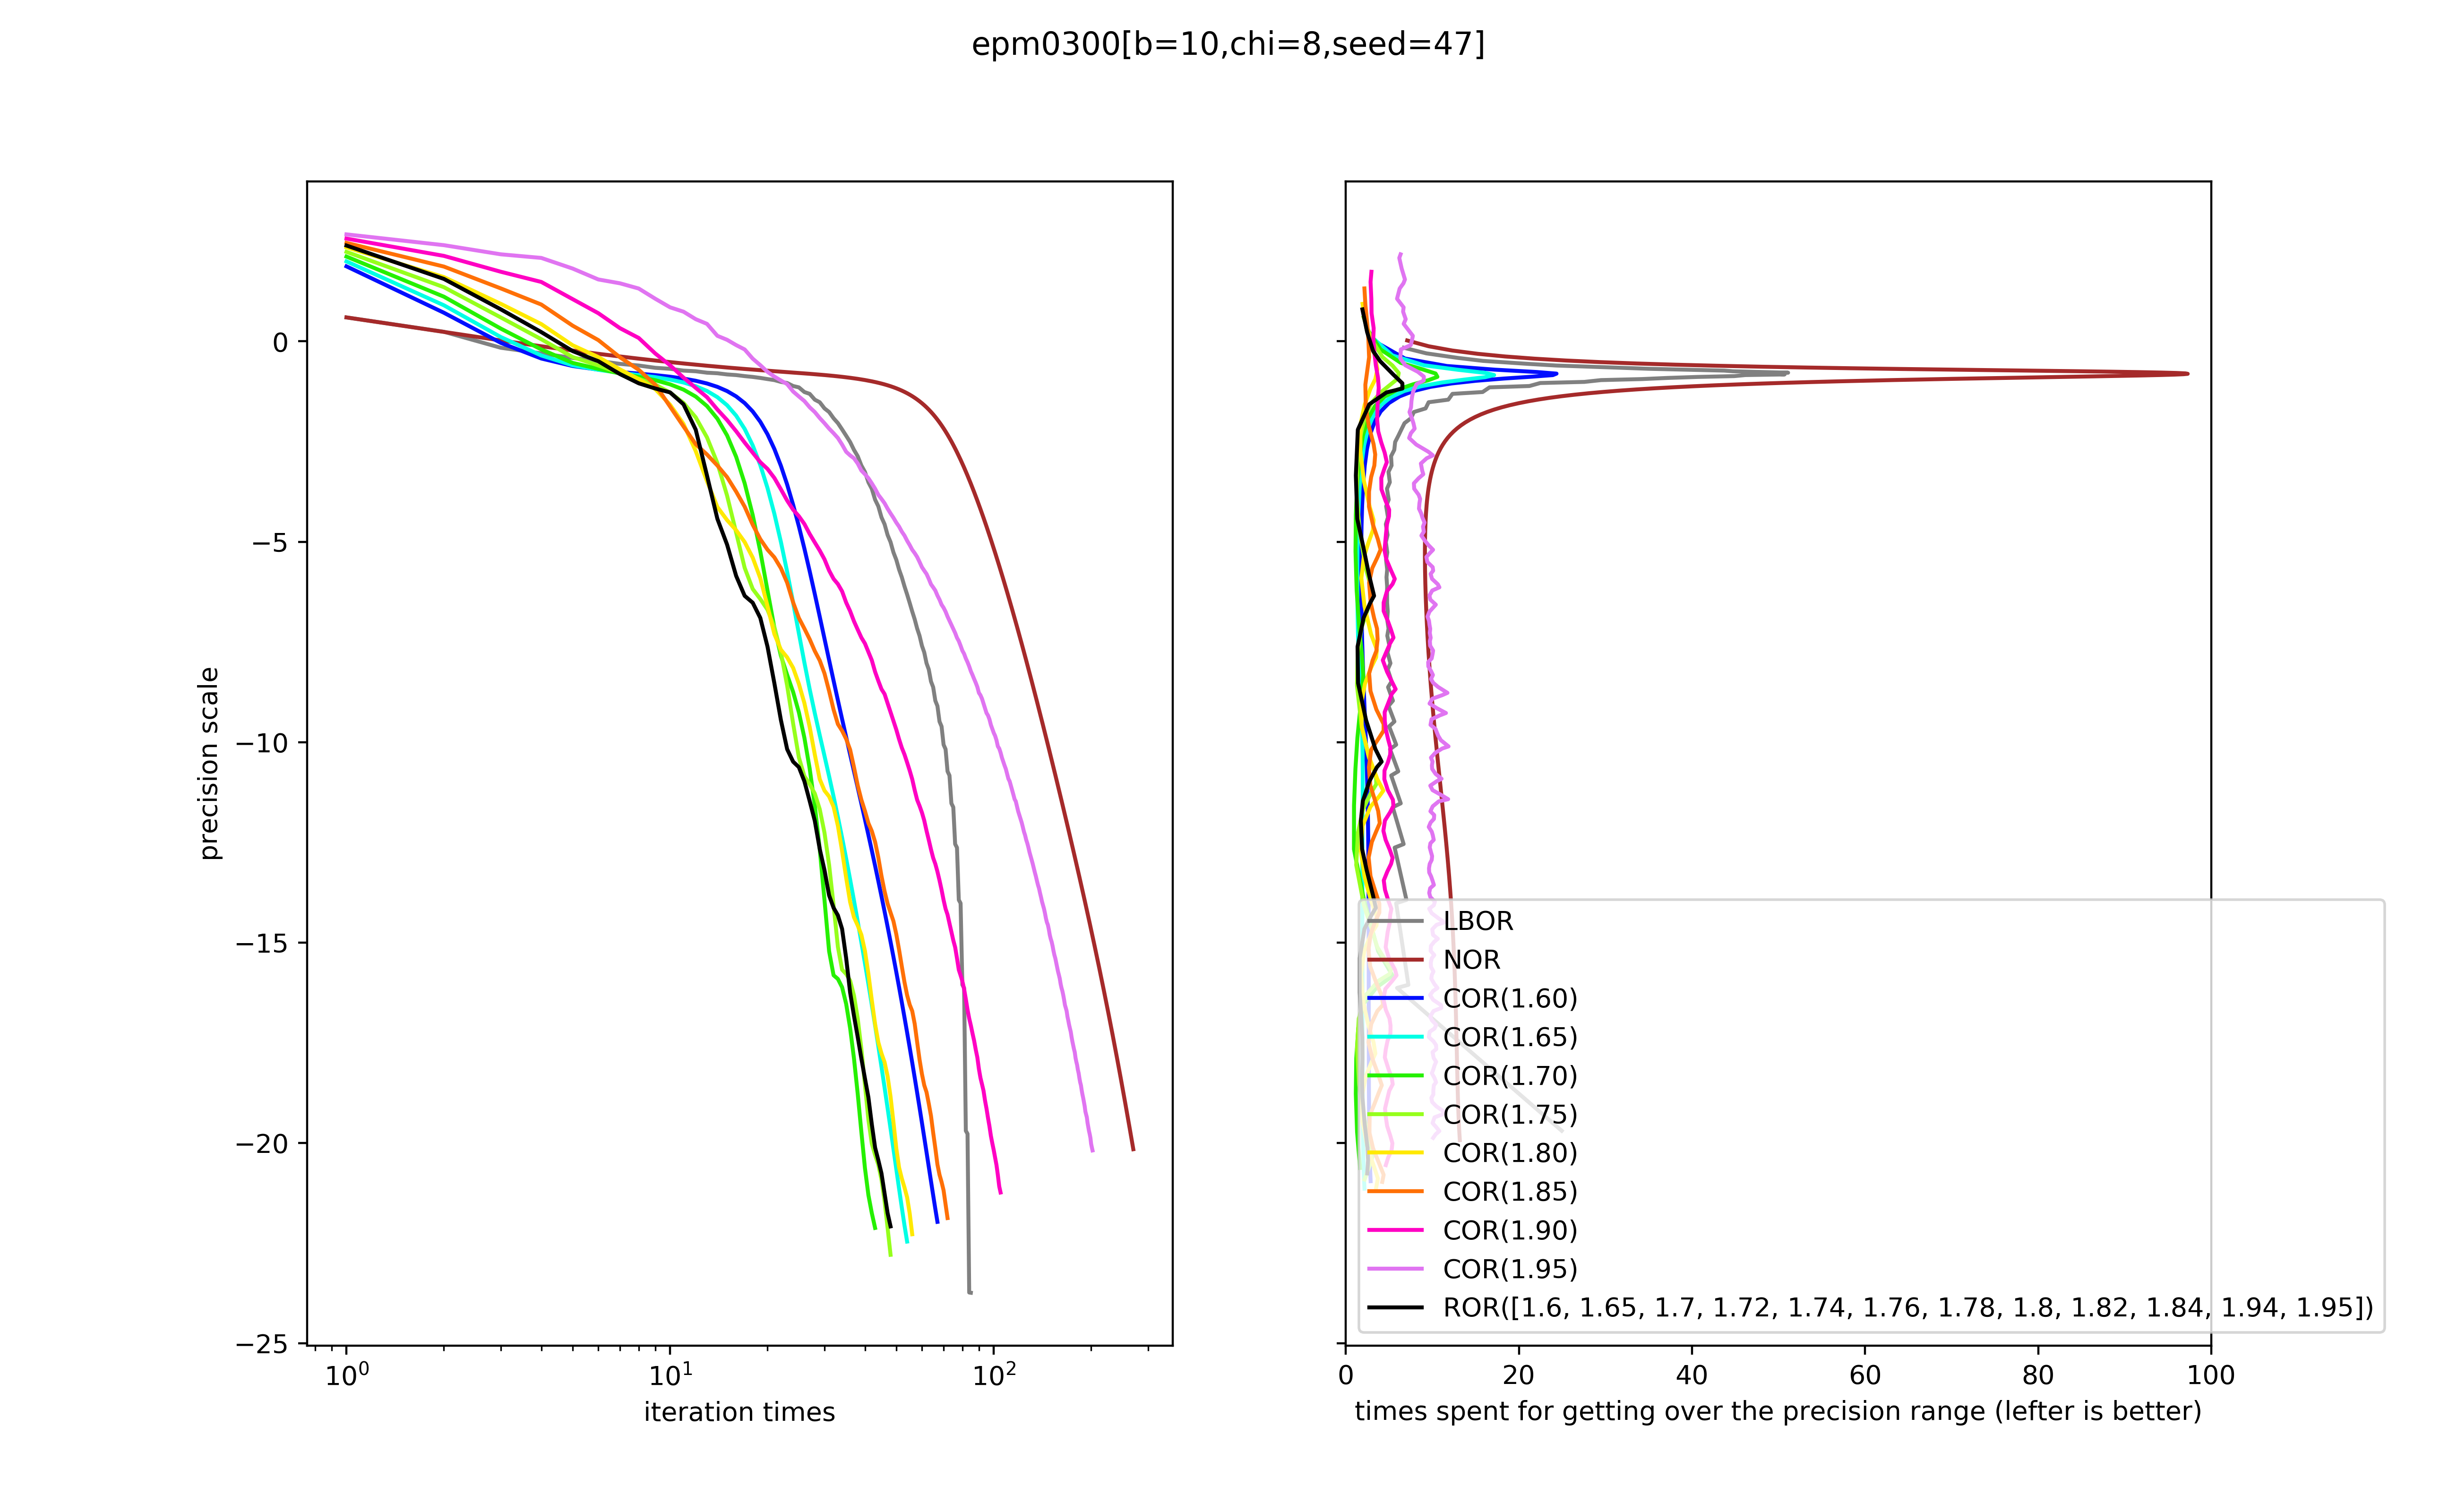 epm0300[b=10,chi=8,seed=47]
precision scale
0
−5
−10
−15
−20
−25
10⁰
10¹
10²
iteration times
LBOR
NOR
COR(1.60)
COR(1.65)
COR(1.70)
COR(1.75)
COR(1.80)
COR(1.85)
COR(1.90)
COR(1.95)
ROR([1.6, 1.65, 1.7, 1.72, 1.74, 1.76, 1.78, 1.8, 1.82, 1.84, 1.94, 1.95])
0 20 40 60 80 100
times spent for getting over the precision range (lefter is better)